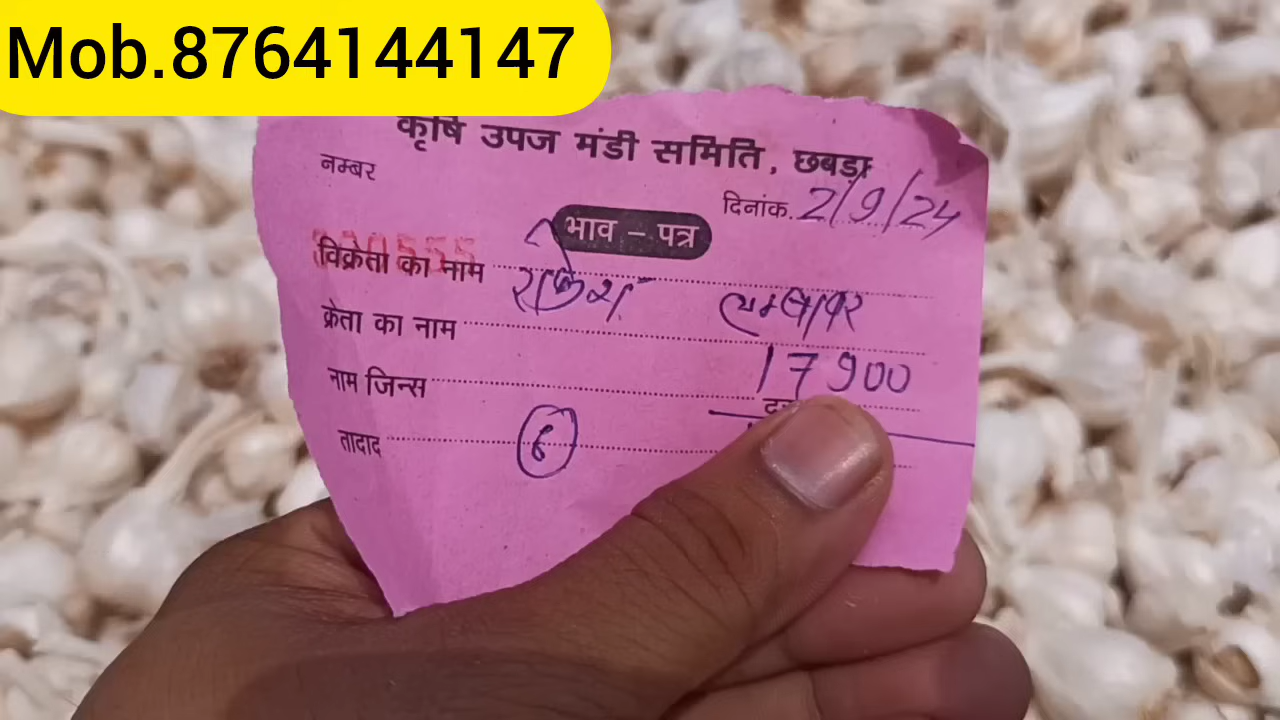 Mob.8764144147
कृषि उपज मंडी समिति, छबड़ा
नम्बर
दिनांक. 2/9/24
भाव – पत्र
विक्रेता का नाम राकेश
क्रेता का नाम
17900
नाम जिन्स
तादाद 6